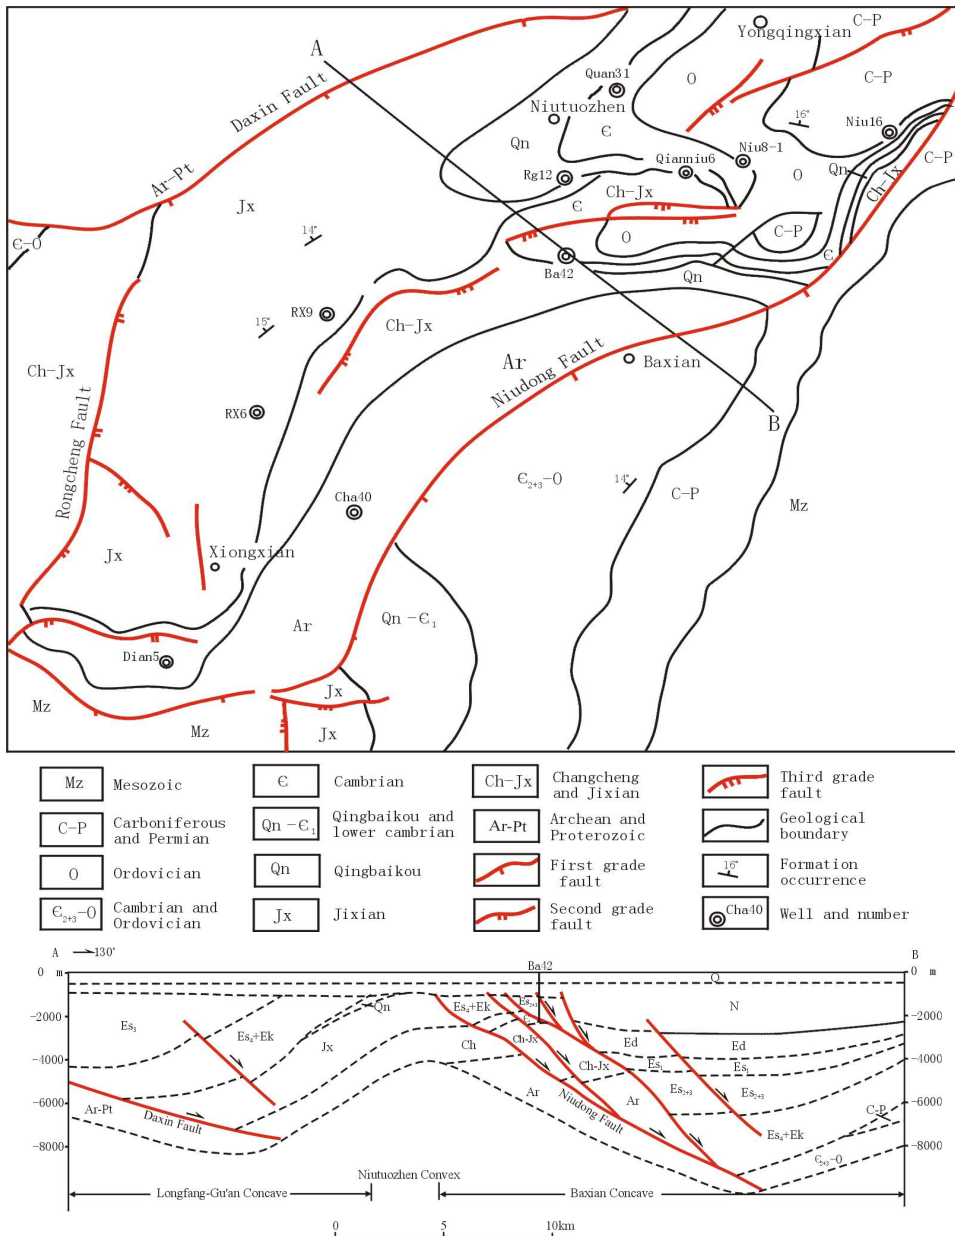 C-P
Yongqingxian
A
Quan31
O
C-P
Daxin Fault
Niutuozhen
16°
Niu16
Qn
Є
Niu8-1
C-P
Qianniu6
Qn
Rg12
O
Ch-Jx
Ar-Pt
Ch-Jx
Jx
Є
C-P
Є-O
14°
O
Є
Ba42
Qn
RX9
Ch-Jx
15°
Ar
Niudong Fault
Baxian
Ch-Jx
RX6
B
Rongcheng Fault
Є2+3-O
14°
C-P
Mz
Cha40
Jx
Xiongxian
Qn-Є1
Ar
Dian5
Jx
Mz
Mz
Jx
Mz Mesozoic
Є Cambrian
Ch-Jx Changcheng and Jixian
Third grade fault
C-P Carboniferous and Permian
Qn-Є1 Qingbaikou and lower cambrian
Ar-Pt Archean and Proterozoic
Geological boundary
O Ordovician
Qn Qingbaikou
First grade fault
16° Formation occurrence
Є2+3-O Cambrian and Ordovician
Jx Jixian
Second grade fault
Cha40 Well and number
A 130°
Ba42
B
0 m
0 m
Q
Qn
Es4+Ek
Es2+3
N
-2000
-2000
Es3
Es4+Ek
Jx
Ch
Ch-Jx
Є
Ed
Ed
-4000
-4000
Ch-Jx
Es1
Es1
Ar
Ar
Es2+3
Es2+3
-6000
-6000
Ar-Pt
Daxin Fault
Niudong Fault
C-P
Es4+Ek
-8000
-8000
Є2+3-O
Niutuozhen Convex
Longfang-Gu'an Concave
Baxian Concave
0
5
10km